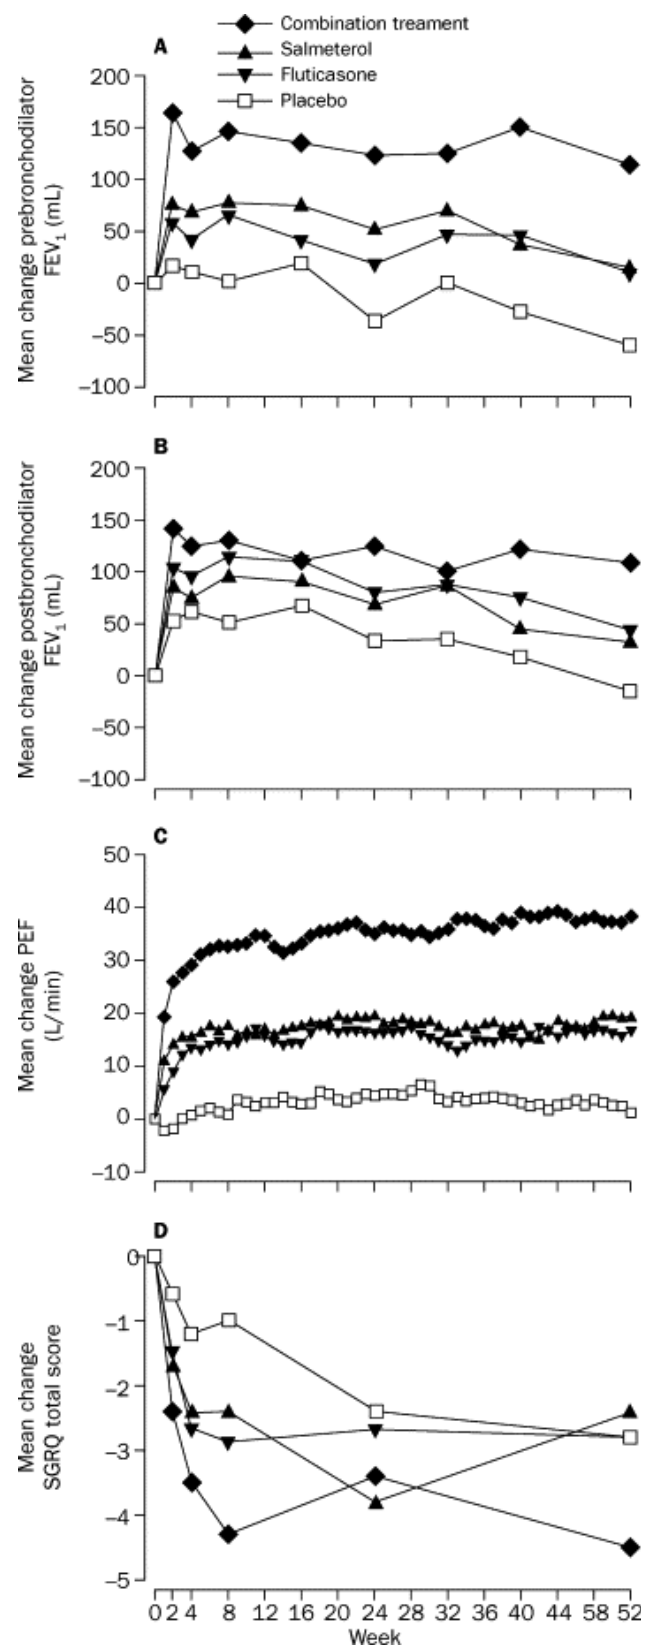 Combination treament
A
Salmeterol
Fluticasone
Placebo
Mean change prebronchodilator
FEV1 (mL)
200
150
100
50
0
–50
–100
B
Mean change postbronchodilator
FEV1 (mL)
200
150
100
50
0
–50
–100
C
Mean change PEF
(L/min)
50
40
30
20
10
0
–10
D
Mean change
SGRQ total score
0
–1
–2
–3
–4
–5
0 2 4 8 12 16 20 24 28 32 36 40 44 58 52
Week